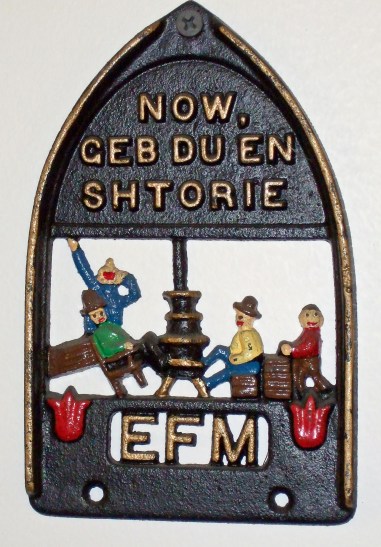 NOW,
GEB DU EN
SHTORIE
EFM